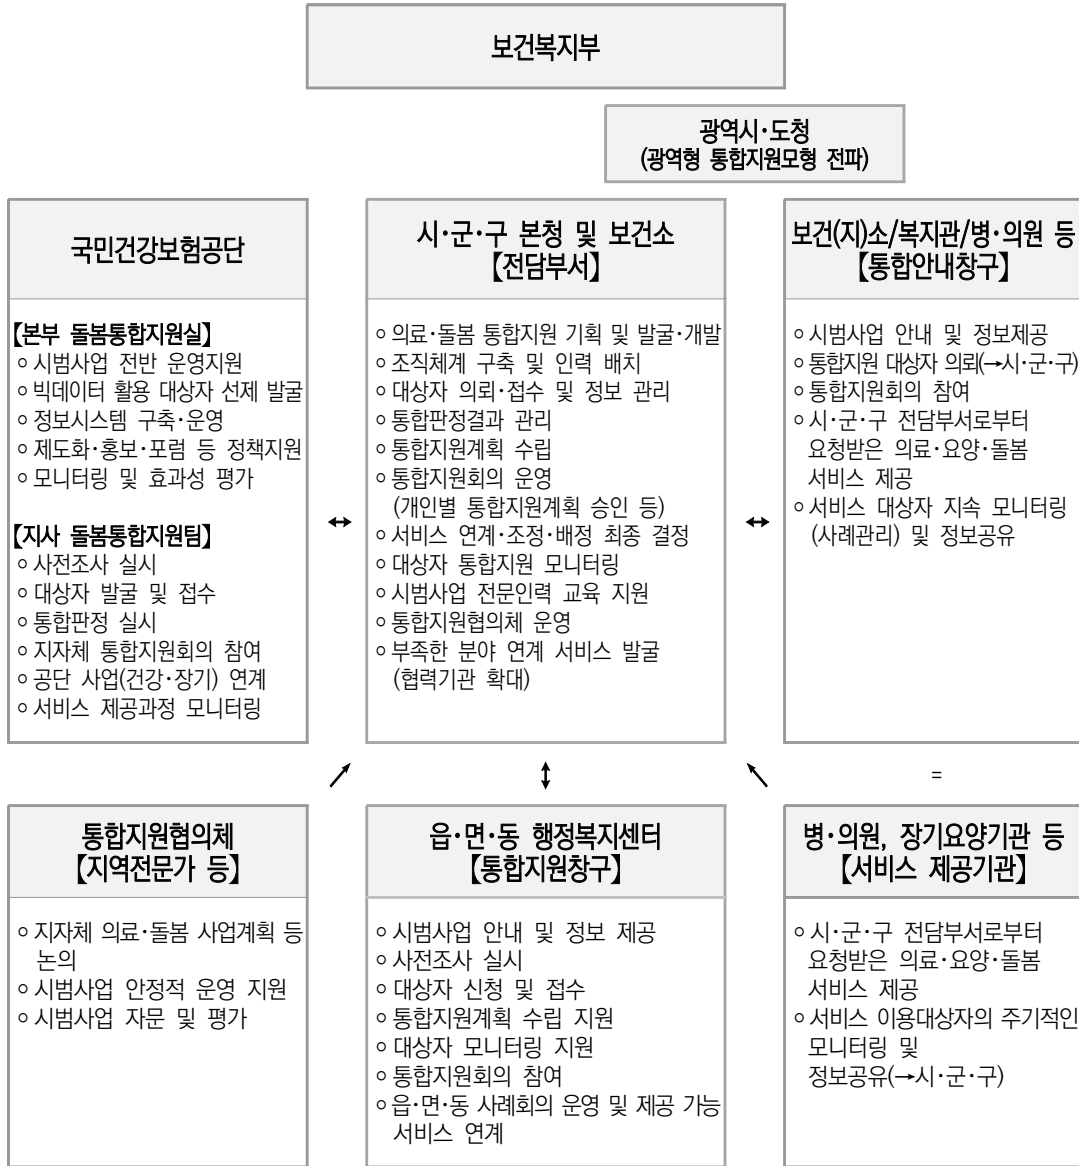 보건복지부
광역시·도청
(광역형 통합지원모형 전파)
국민건강보험공단
【본부 돌봄통합지원실】
◦ 시범사업 전반 운영지원
◦ 빅데이터 활용 대상자 선제 발굴
◦ 정보시스템 구축·운영
◦ 제도화·홍보·포럼 등 정책지원
◦ 모니터링 및 효과성 평가
【지사 돌봄통합지원팀】
◦ 사전조사 실시
◦ 대상자 발굴 및 접수
◦ 통합판정 실시
◦ 지자체 통합지원회의 참여
◦ 공단 사업(건강·장기) 연계
◦ 서비스 제공과정 모니터링
↔
시·군·구 본청 및 보건소
【전담부서】
◦ 의료·돌봄 통합지원 기획 및 발굴·개발
◦ 조직체계 구축 및 인력 배치
◦ 대상자 의뢰·접수 및 정보 관리
◦ 통합판정결과 관리
◦ 통합지원계획 수립
◦ 통합지원회의 운영
(개인별 통합지원계획 승인 등)
◦ 서비스 연계·조정·배정 최종 결정
◦ 대상자 통합지원 모니터링
◦ 시범사업 전문인력 교육 지원
◦ 통합지원협의체 운영
◦ 부족한 분야 연계 서비스 발굴
(협력기관 확대)
↔
보건(지)소/복지관/병·의원 등
【통합안내창구】
◦ 시범사업 안내 및 정보제공
◦ 통합지원 대상자 의뢰(→시·군·구)
◦ 통합지원회의 참여
◦ 시·군·구 전담부서로부터
요청받은 의료·요양·돌봄
서비스 제공
◦ 서비스 대상자 지속 모니터링
(사례관리) 및 정보공유
↗ ↕ ↖ =
통합지원협의체
【지역전문가 등】
◦ 지자체 의료·돌봄 사업계획 등
논의
◦ 시범사업 안정적 운영 지원
◦ 시범사업 자문 및 평가
읍·면·동 행정복지센터
【통합지원창구】
◦ 시범사업 안내 및 정보 제공
◦ 사전조사 실시
◦ 대상자 신청 및 접수
◦ 통합지원계획 수립 지원
◦ 대상자 모니터링 지원
◦ 통합지원회의 참여
◦ 읍·면·동 사례회의 운영 및 제공 가능
서비스 연계
병·의원, 장기요양기관 등
【서비스 제공기관】
◦ 시·군·구 전담부서로부터
요청받은 의료·요양·돌봄
서비스 제공
◦ 서비스 이용대상자의 주기적인
모니터링 및
정보공유(→시·군·구)